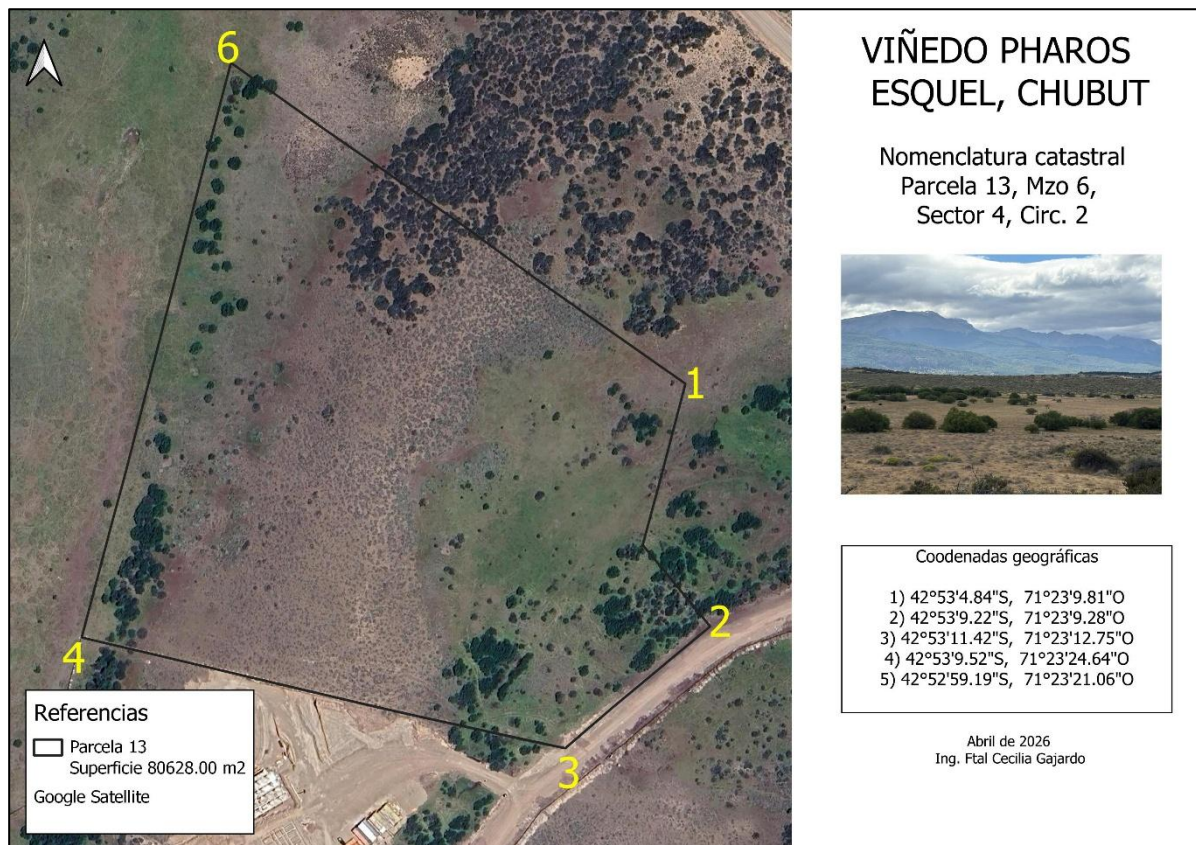 VIÑEDO PHAROS
ESQUEL, CHUBUT
Nomenclatura catastral
Parcela 13, Mzo 6,
Sector 4, Circ. 2
6
1
2
4
3
Coodenadas geográficas
1) 42°53'4.84"S, 71°23'9.81"O
2) 42°53'9.22"S, 71°23'9.28"O
3) 42°53'11.42"S, 71°23'12.75"O
4) 42°53'9.52"S, 71°23'24.64"O
5) 42°52'59.19"S, 71°23'21.06"O
Abril de 2026
Ing. Ftal Cecilia Gajardo
Referencias
Parcela 13
Superficie 80628.00 m2
Google Satellite